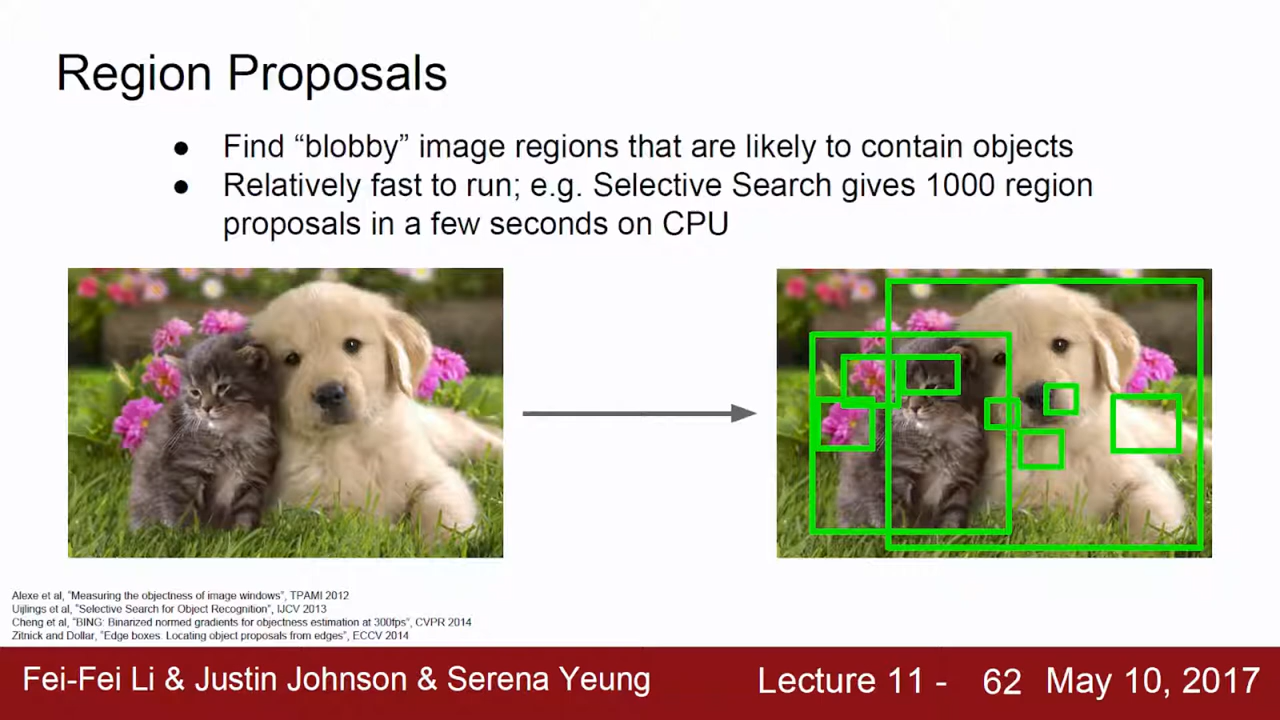 Region Proposals
● Find “blobby” image regions that are likely to contain objects
● Relatively fast to run; e.g. Selective Search gives 1000 region
proposals in a few seconds on CPU
Alexe et al, “Measuring the objectness of image windows”, TPAMI 2012
Uijlings et al, “Selective Search for Object Recognition”, IJCV 2013
Cheng et al, “BING: Binarized normed gradients for objectness estimation at 300fps”, CVPR 2014
Zitnick and Dollar, “Edge boxes: Locating object proposals from edges”, ECCV 2014
Fei-Fei Li & Justin Johnson & Serena Yeung Lecture 11 - 62 May 10, 2017